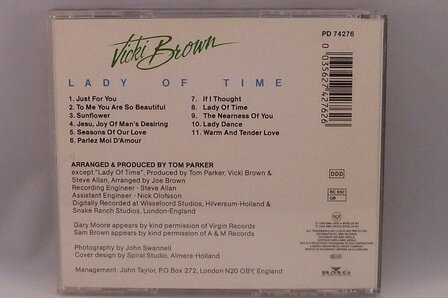 Vicki Brown
PD 74276
LADY OF TIME
1. Just For You
2. To Me You Are So Beautiful
3. Sunflower
4. Jesu, Joy Of Man's Desiring
5. Seasons Of Our Love
6. Parlez Moi D'Amour
7. If I Thought
8. Lady Of Time
9. The Nearness Of You
10. Lady Dance
11. Warm And Tender Love
ARRANGED & PRODUCED BY TOM PARKER
except "Lady Of Time", Produced by Tom Parker, Vicki Brown &
Steve Allan, Arranged by Joe Brown
Recording Engineer - Steve Allan
Assistant Engineer - Nick Olofsson
Digitally Recorded at Wisseloord Studios, Hilversum-Holland &
Snake Ranch Studios, London-England
Gary Moore appears by kind permission of Virgin Records
Sam Brown appears by kind permission of A & M Records
Photography by John Swannell
Cover design by Spiral Studio, Almere-Holland
Management: John Taylor, P.O Box 272, London N20 OBY, England
DDD
GB
BMG